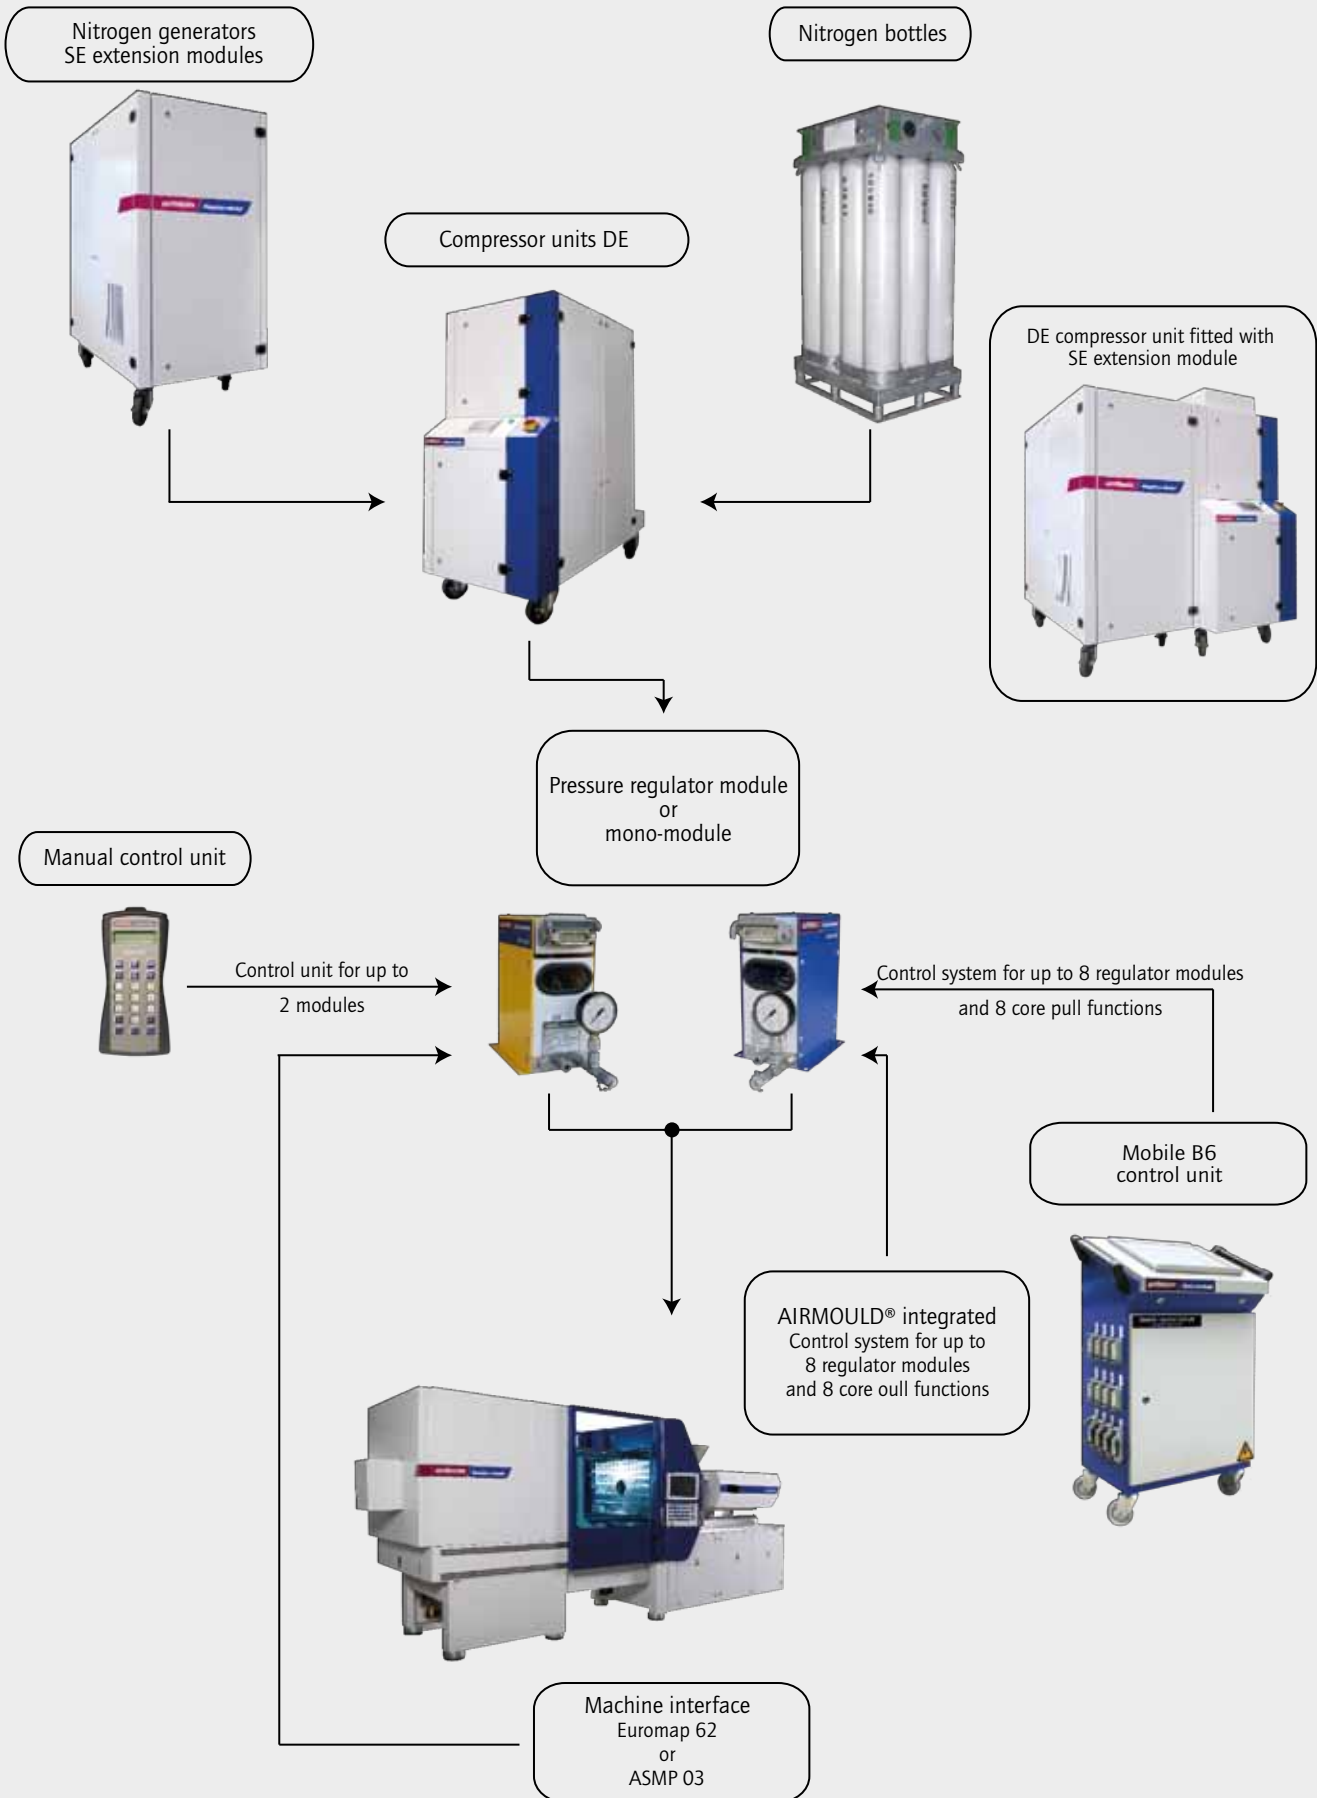 Nitrogen generators
SE extension modules
Nitrogen bottles
Compressor units DE
DE compressor unit fitted with
SE extension module
Pressure regulator module
or
mono-module
Manual control unit
Control unit for up to
2 modules
Control system for up to 8 regulator modules
and 8 core pull functions
Mobile B6
control unit
AIRMOULD® integrated
Control system for up to
8 regulator modules
and 8 core oull functions
Machine interface
Euromap 62
or
ASMP 03